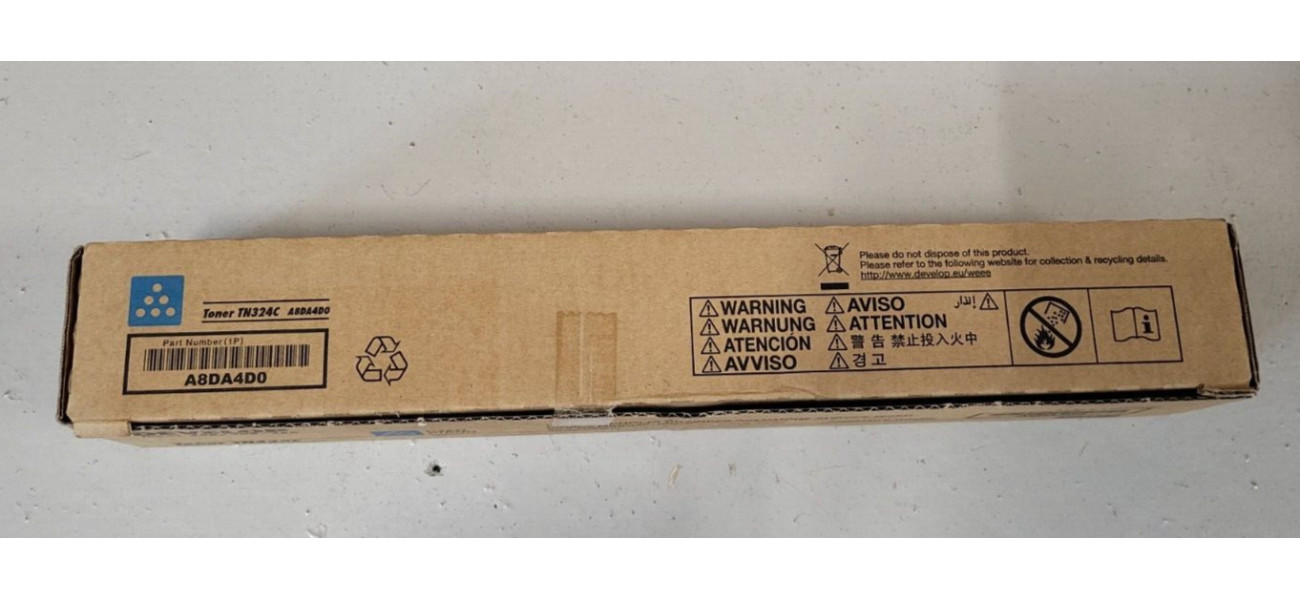 Toner TN324C A8DA4D0
Part Number(1P)
A8DA4D0
Please do not dispose of this product.
Please refer to the following website for collection & recycling details.
http://www.develop.eu/weee
WARNING
WARNUNG
ATENCIÓN
AVVISO
AVISO
إنذار
ATTENTION
警告 禁止投入火中
경고